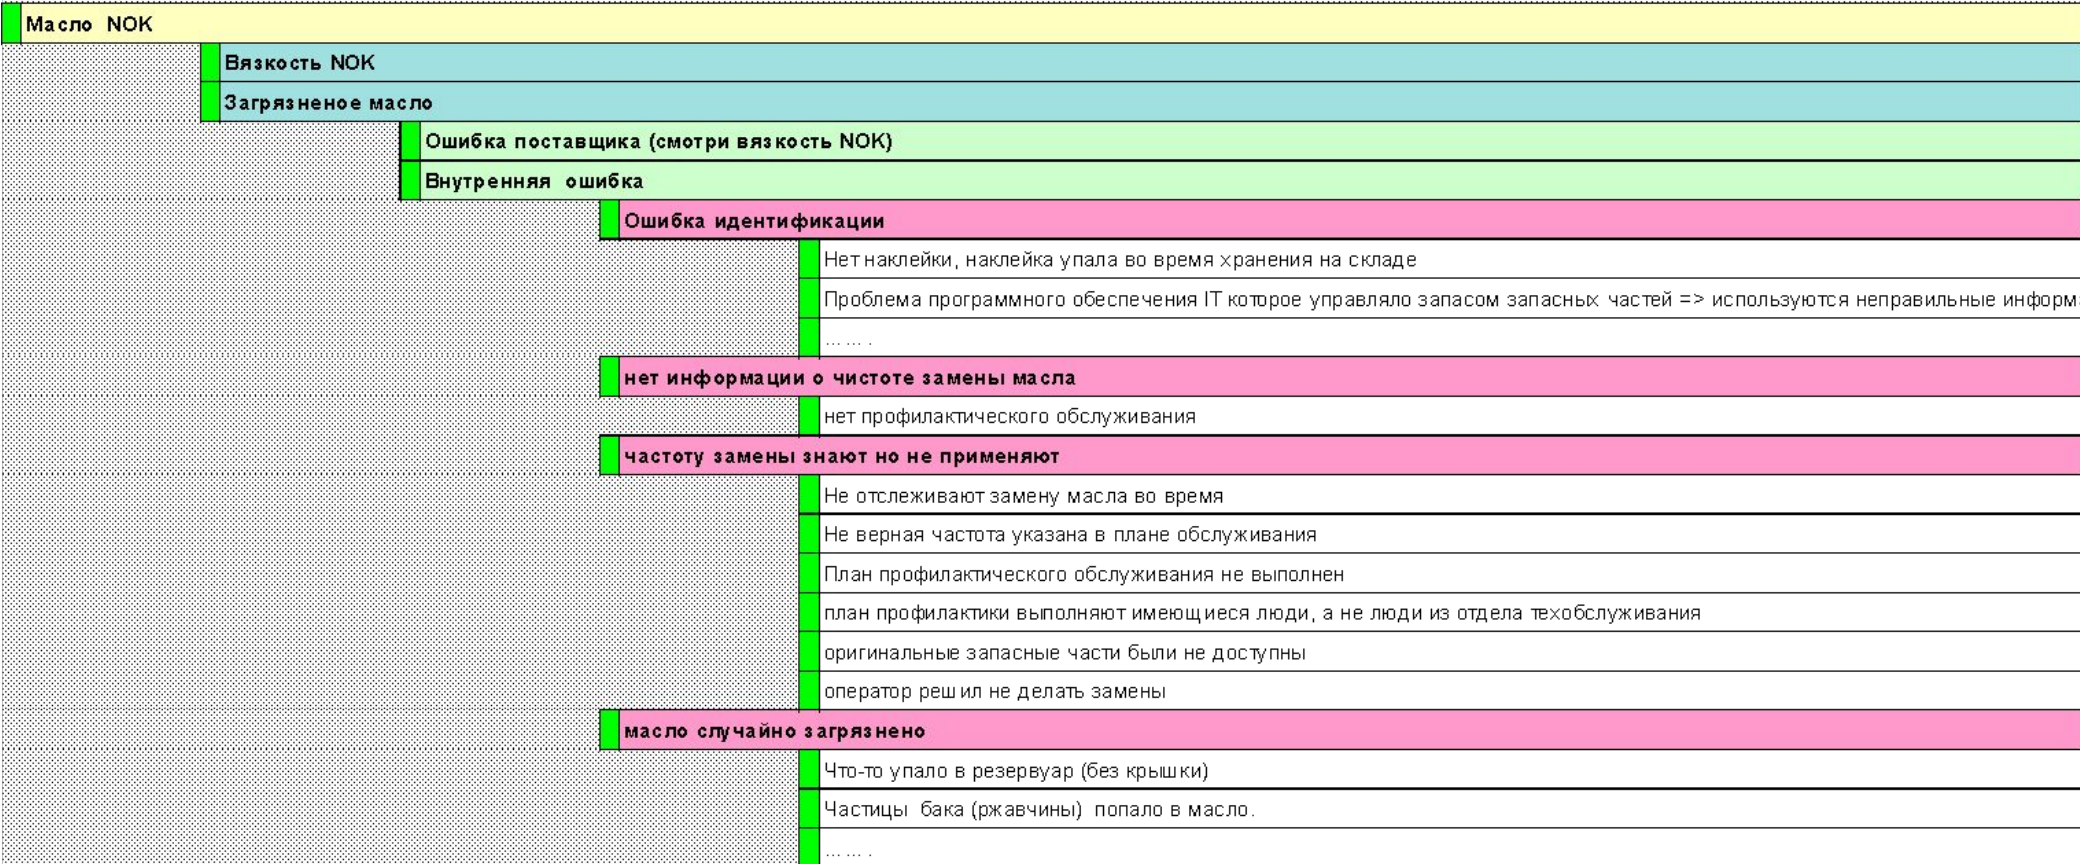 Масло NOK
Вязкость NOK
Загрязненое масло
Ошибка поставщика (смотри вязкость NOK)
Внутренняя ошибка
Ошибка идентификации
Нет наклейки, наклейка упала во время хранения на складе
Проблема программного обеспечения IT которое управляло запасом запасных частей => используются неправильные информ
... ... .
нет информации о чистоте замены масла
нет профилактического обслуживания
частоту замены знают но не применяют
Не отслеживают замену масла во время
Не верная частота указана в плане обслуживания
План профилактического обслуживания не выполнен
план профилактики выполняют имеющиеся люди, а не люди из отдела техобслуживания
оригинальные запасные части были не доступны
оператор решил не делать замены
масло случайно загрязнено
Что-то упало в резервуар (без крышки)
Частицы бака (ржавчины) попало в масло.
... ... .